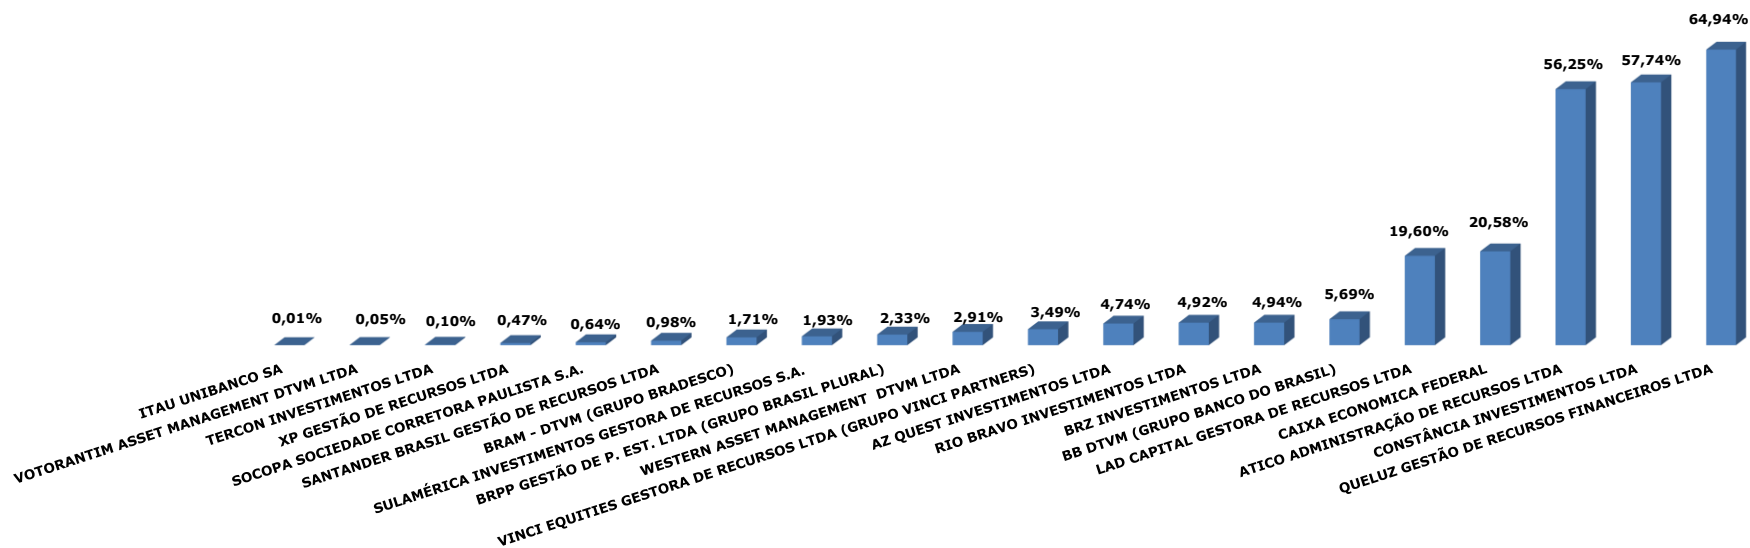 0,01%
0,05%
0,10%
0,47%
0,64%
0,98%
1,71%
1,93%
2,33%
2,91%
3,49%
4,74%
4,92%
4,94%
5,69%
19,60%
20,58%
56,25%
57,74%
64,94%
ITAU UNIBANCO SA
VOTORANTIM ASSET MANAGEMENT DTVM LTDA
TERCON INVESTIMENTOS LTDA
XP GESTÃO DE RECURSOS LTDA
SOCOPA SOCIEDADE CORRETORA PAULISTA S.A.
SANTANDER BRASIL GESTÃO DE RECURSOS LTDA
BRAM - DTVM (GRUPO BRADESCO)
SULAMÉRICA INVESTIMENTOS GESTORA DE RECURSOS S.A.
BRPP GESTÃO DE P. EST. LTDA (GRUPO BRASIL PLURAL)
WESTERN ASSET MANAGEMENT  DTVM LTDA
VINCI EQUITIES GESTORA DE RECURSOS LTDA (GRUPO VINCI PARTNERS)
AZ QUEST INVESTIMENTOS LTDA
RIO BRAVO INVESTIMENTOS LTDA
BRZ INVESTIMENTOS LTDA
BB DTVM (GRUPO BANCO DO BRASIL)
LAD CAPITAL GESTORA DE RECURSOS LTDA
CAIXA ECONOMICA FEDERAL
ATICO ADMINISTRAÇÃO DE RECURSOS LTDA
CONSTÂNCIA INVESTIMENTOS LTDA
QUELUZ GESTÃO DE RECURSOS FINANCEIROS LTDA